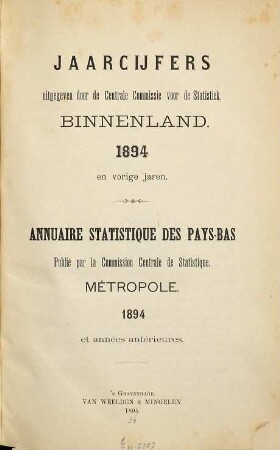 JAARCIJFERS
uitgegeven door de Centrale Commissie voor de Statistiek.
BINNENLAND.
1894
en vorige jaren.
ANNUAIRE STATISTIQUE DES PAYS-BAS
Publié par la Commission Centrale de Statistique.
MÉTROPOLE.
1894
et années antérieures.
'S GRAVENHAGE,
VAN WEELDEN & MINGELEN
1895.